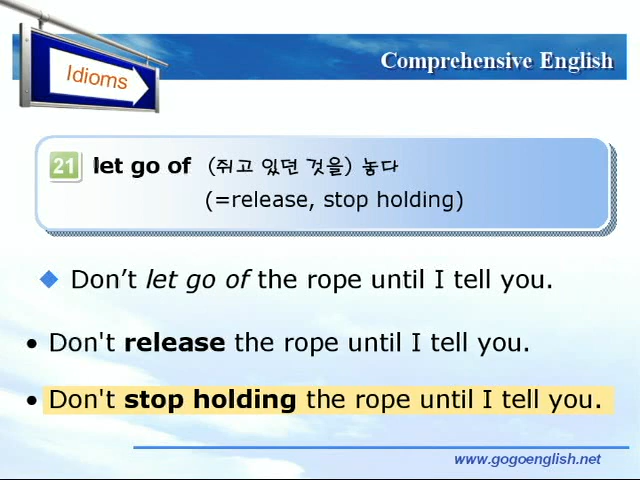 Idioms
Comprehensive English
21 let go of (쥐고 있던 것을) 놓다
(=release, stop holding)
Don’t let go of the rope until I tell you.
• Don't release the rope until I tell you.
• Don't stop holding the rope until I tell you.
www.gogoenglish.net